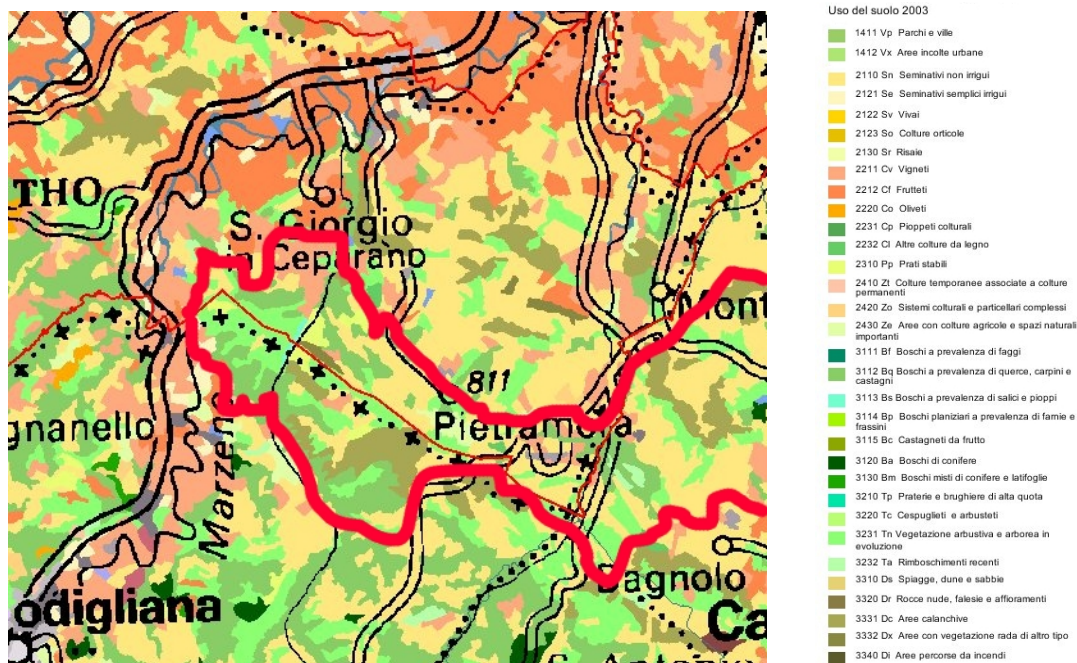 THO
S. Giorgio
in Ceparano
Mont
811
Pietramora
gnanello
Marzeno
Bagnolo
odigliana
Ca
S. Antonio
Uso del suolo 2003
1411 Vp Parchi e ville
1412 Vx Aree incolte urbane
2110 Sn Seminativi non irrigui
2121 Se Seminativi semplici irrigui
2122 Sv Vivai
2123 So Colture orticole
2130 Sr Risaie
2211 Cv Vigneti
2212 Cf Frutteti
2220 Co Oliveti
2231 Cp Pioppeti colturali
2232 Cl Altre colture da legno
2310 Pp Prati stabili
2410 Zt Colture temporanee associate a colture
permanenti
2420 Zo Sistemi colturali e particellari complessi
2430 Ze Aree con colture agricole e spazi naturali
importanti
3111 Bf Boschi a prevalenza di faggi
3112 Bq Boschi a prevalenza di querce, carpini e
castagni
3113 Bs Boschi a prevalenza di salici e pioppi
3114 Bp Boschi planiziari a prevalenza di farnie e
frassini
3115 Bc Castagneti da frutto
3120 Ba Boschi di conifere
3130 Bm Boschi misti di conifere e latifoglie
3210 Tp Praterie e brughiere di alta quota
3220 Tc Cespuglieti e arbusteti
3231 Tn Vegetazione arbustiva e arborea in
evoluzione
3232 Ta Rimboschimenti recenti
3310 Ds Spiagge, dune e sabbie
3320 Dr Rocce nude, falesie e affioramenti
3331 Dc Aree calanchive
3332 Dx Aree con vegetazione rada di altro tipo
3340 Di Aree percorse da incendi